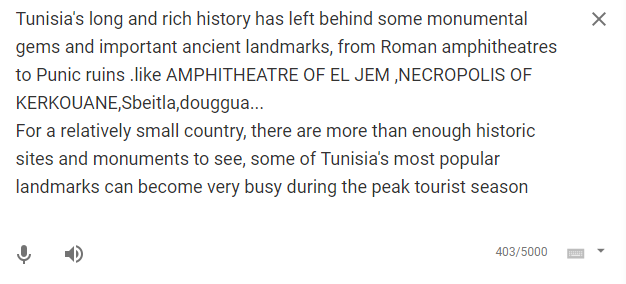 Tunisia's long and rich history has left behind some monumental
gems and important ancient landmarks, from Roman amphitheatres
to Punic ruins .like AMPHITHEATRE OF EL JEM ,NECROPOLIS OF
KERKOUANE,Sbeitla,douggua...
For a relatively small country, there are more than enough historic
sites and monuments to see, some of Tunisia's most popular
landmarks can become very busy during the peak tourist season
403/5000